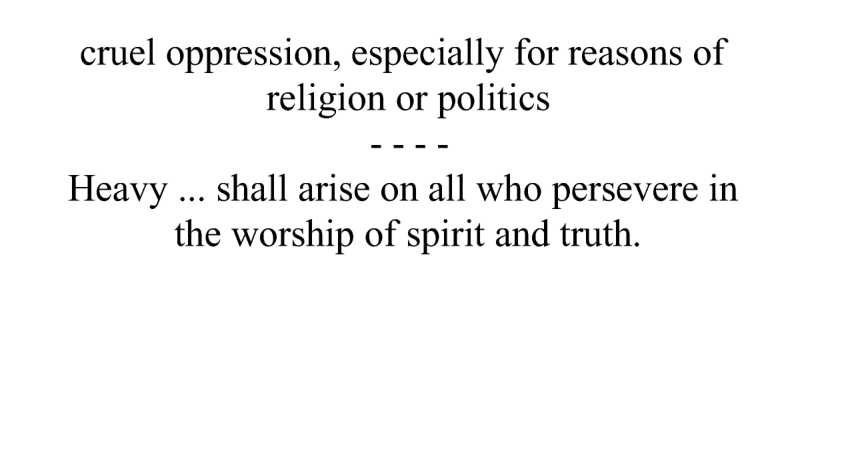 cruel oppression, especially for reasons of
religion or politics
- - - -
Heavy ... shall arise on all who persevere in
the worship of spirit and truth.